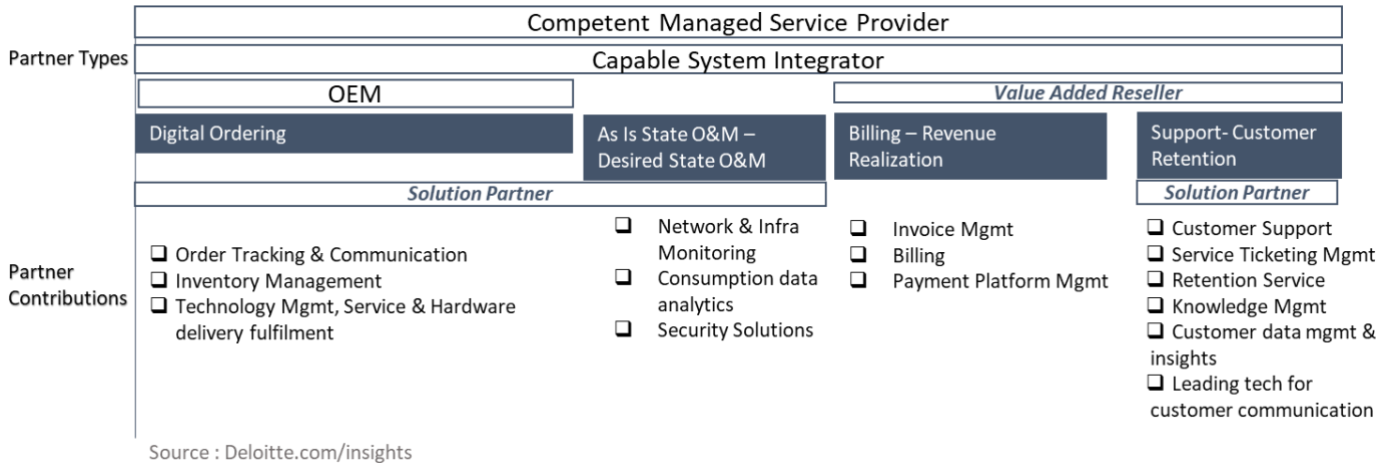 Competent Managed Service Provider
Partner Types
Capable System Integrator
OEM
Value Added Reseller
Digital Ordering
As Is State O&M –
Desired State O&M
Billing – Revenue
Realization
Support- Customer
Retention
Solution Partner
Solution Partner
Partner
Contributions
❑ Order Tracking & Communication
❑ Inventory Management
❑ Technology Mgmt, Service & Hardware
delivery fulfilment
❑ Network & Infra
Monitoring
❑ Consumption data
analytics
❑ Security Solutions
❑ Invoice Mgmt
❑ Billing
❑ Payment Platform Mgmt
❑ Customer Support
❑ Service Ticketing Mgmt
❑ Retention Service
❑ Knowledge Mgmt
❑ Customer data mgmt &
insights
❑ Leading tech for
customer communication
Source : Deloitte.com/insights